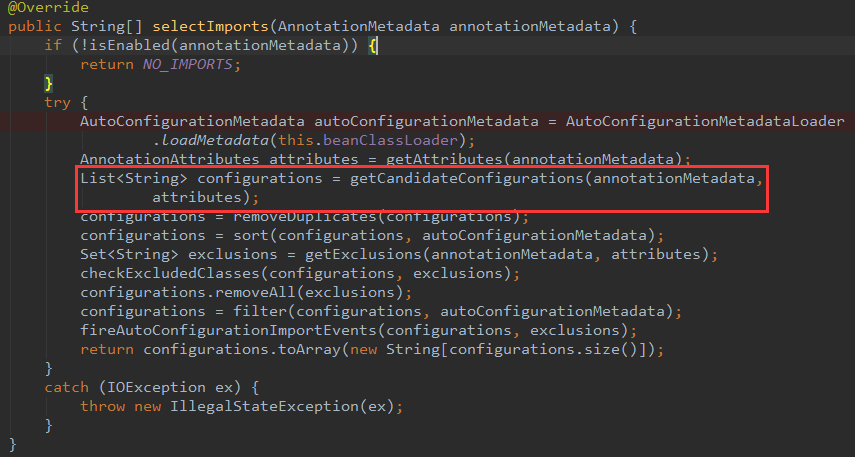 @Override
public String[] selectImports(AnnotationMetadata annotationMetadata) {
    if (!isEnabled(annotationMetadata)) {
        return NO_IMPORTS;
    }
    try {
        AutoConfigurationMetadata autoConfigurationMetadata = AutoConfigurationMetadataLoader
                .loadMetadata(this.beanClassLoader);
        AnnotationAttributes attributes = getAttributes(annotationMetadata);
        List<String> configurations = getCandidateConfigurations(annotationMetadata,
                attributes);
        configurations = removeDuplicates(configurations);
        configurations = sort(configurations, autoConfigurationMetadata);
        Set<String> exclusions = getExclusions(annotationMetadata, attributes);
        checkExcludedClasses(configurations, exclusions);
        configurations.removeAll(exclusions);
        configurations = filter(configurations, autoConfigurationMetadata);
        fireAutoConfigurationImportEvents(configurations, exclusions);
        return configurations.toArray(new String[configurations.size()]);
    }
    catch (IOException ex) {
        throw new IllegalStateException(ex);
    }
}